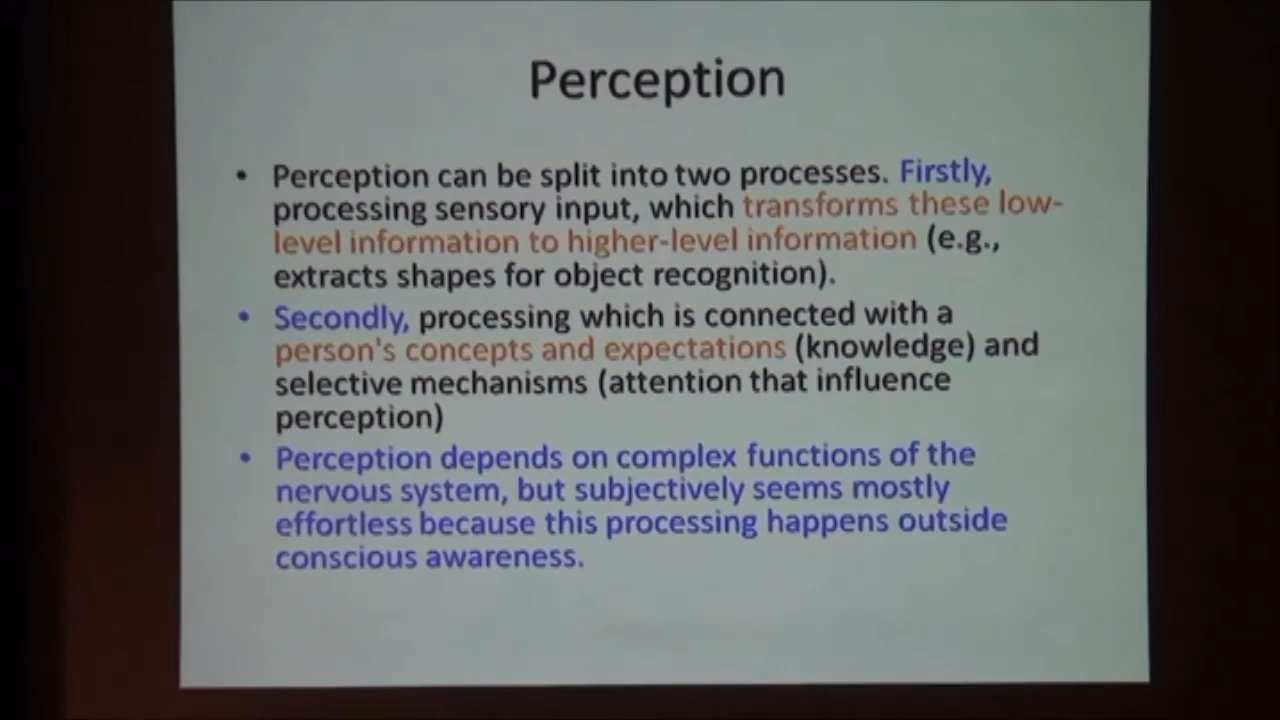 Perception
• Perception can be split into two processes. Firstly,
processing sensory input, which transforms these low-
level information to higher-level information (e.g.,
extracts shapes for object recognition).
• Secondly, processing which is connected with a
person's concepts and expectations (knowledge) and
selective mechanisms (attention that influence
perception)
• Perception depends on complex functions of the
nervous system, but subjectively seems mostly
effortless because this processing happens outside
conscious awareness.